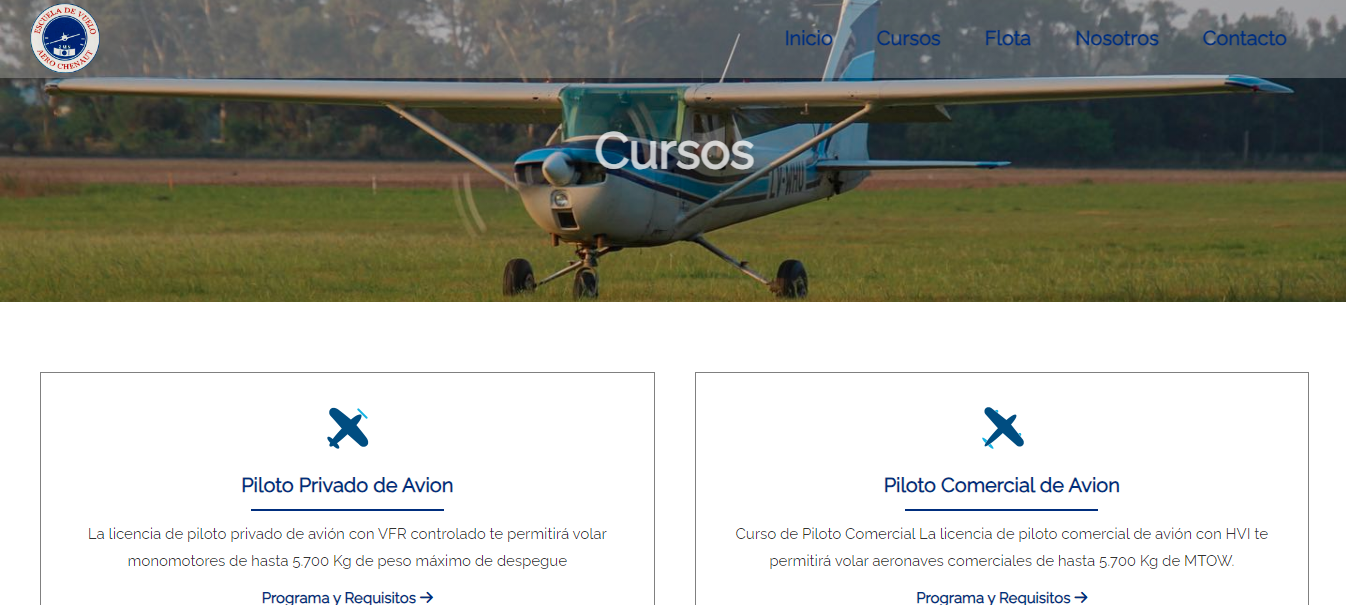 ESCUELA DE VUELO
AERO CHENAUT
Inicio
Cursos
Flota
Nosotros
Contacto
Cursos
Piloto Privado de Avion
La licencia de piloto privado de avión con VFR controlado te permitirá volar
monomotores de hasta 5.700 Kg de peso máximo de despegue
Programa y Requisitos →
Piloto Comercial de Avion
Curso de Piloto Comercial La licencia de piloto comercial de avión con HVI te
permitirá volar aeronaves comerciales de hasta 5.700 Kg de MTOW.
Programa y Requisitos →